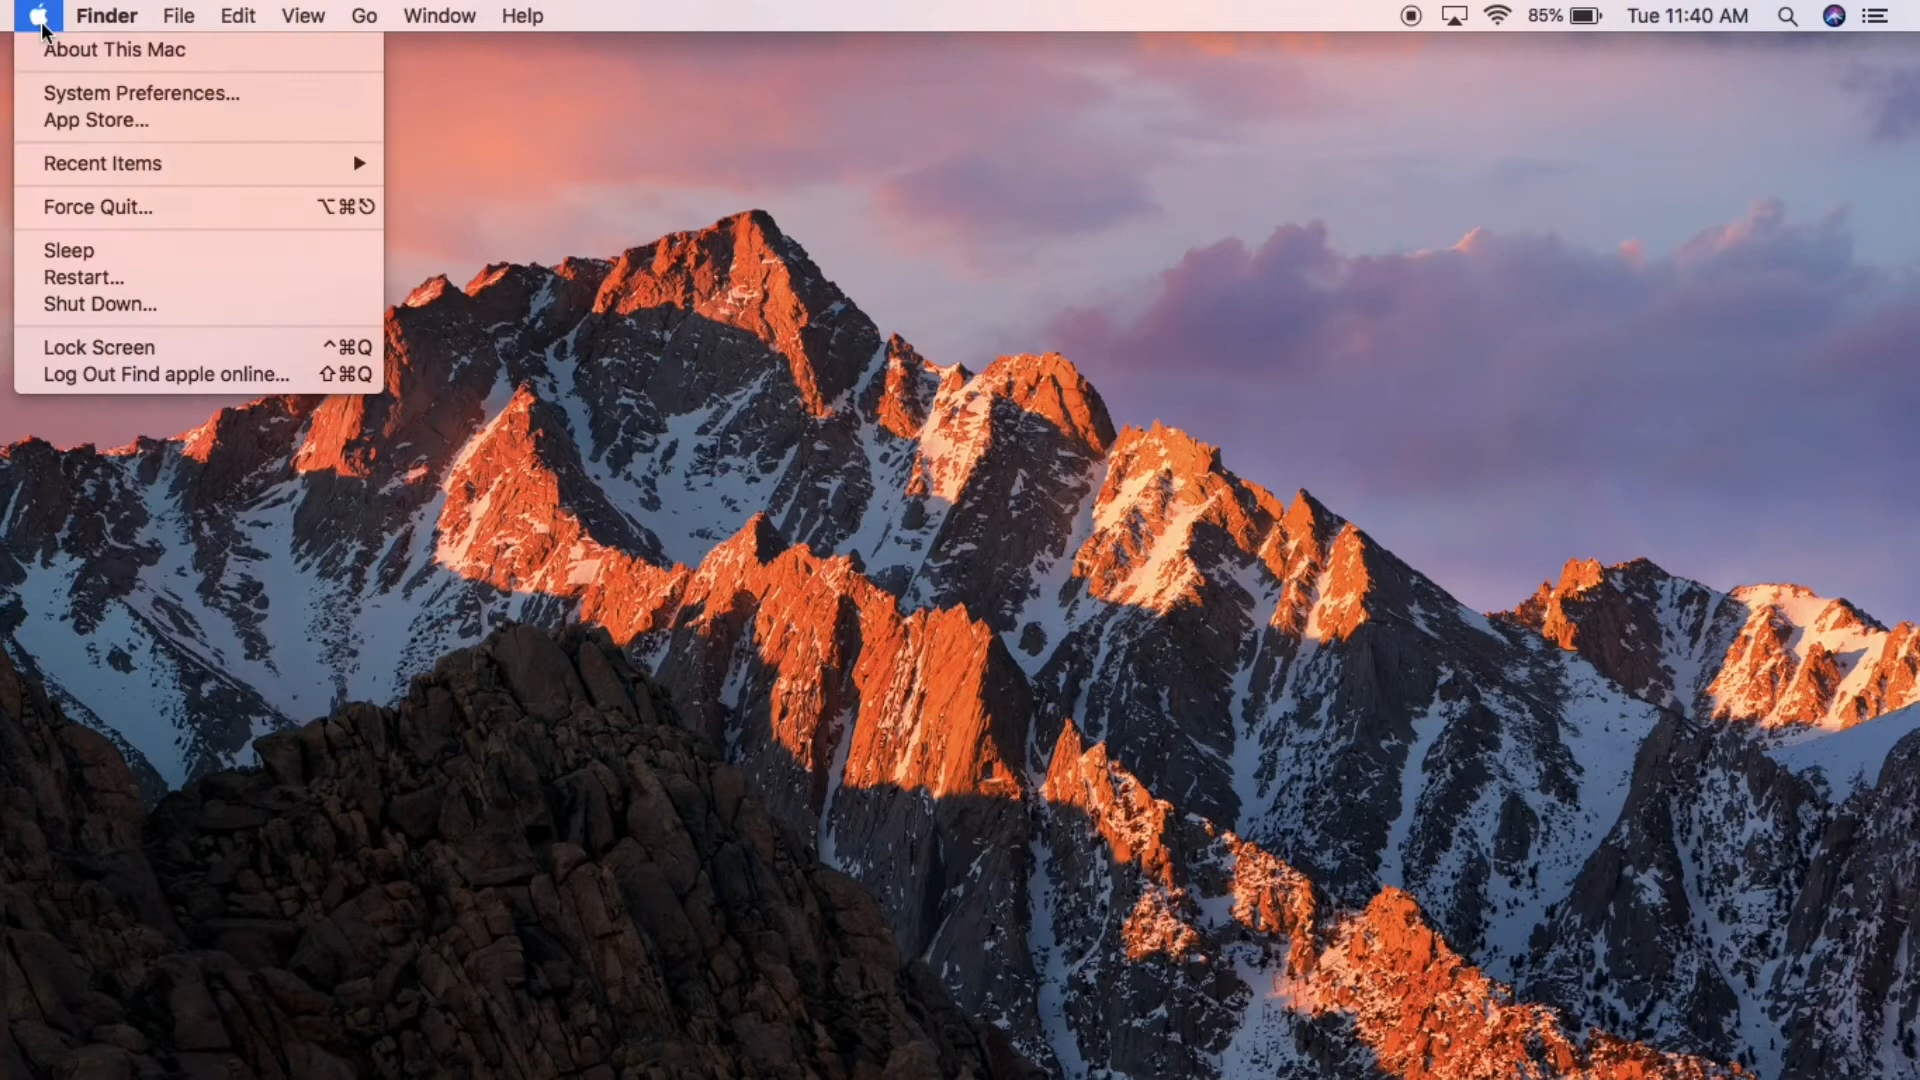 Finder File Edit View Go Window Help 85% Tue 11:40 AM
About This Mac
System Preferences...
App Store...
Recent Items
Force Quit... ⌥⌘⎋
Sleep
Restart...
Shut Down...
Lock Screen ^⌘Q
Log Out Find apple online... ⇧⌘Q